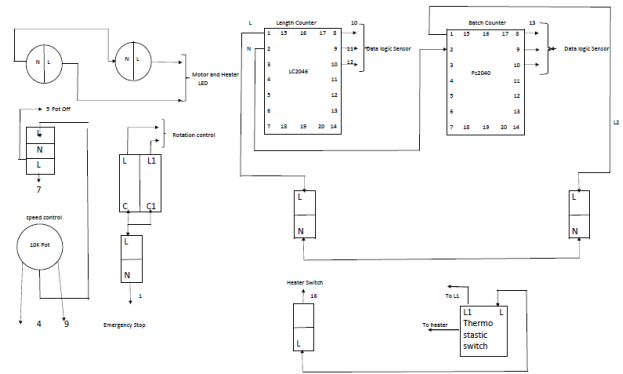 L Length Counter 10
1 15 16 17 8
N 2 9 11 Data logic Sensor
3 10 12
4 LC2046 11
5 12
6 13
7 18 19 20 14
Batch Counter 13
1 15 16 17 8
2 9 14 Data logic Sensor
3 10
4 Pc2040 11
5 12
6 13
7 18 19 20 14
L2
N L
N L
Motor and Heater
LED
5 Pot Off
L
N
L
7
Rotation control
L L1
C C1
L
N
1
Emergency Stop
speed control
10K Pot
4 9
L
N
L
N
Heater Switch
16
L
To L1
L1 L
Thermo
stastic
switch
To heater